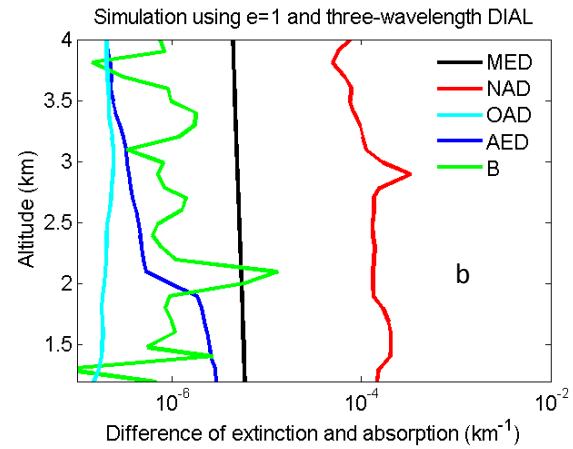 Simulation using e=1 and three-wavelength DIAL
4
3.5
3
2.5
2
1.5
Altitude (km)
MED
NAD
OAD
AED
B
b
10^-6
10^-4
10^-2
Difference of extinction and absorption (km^-1)